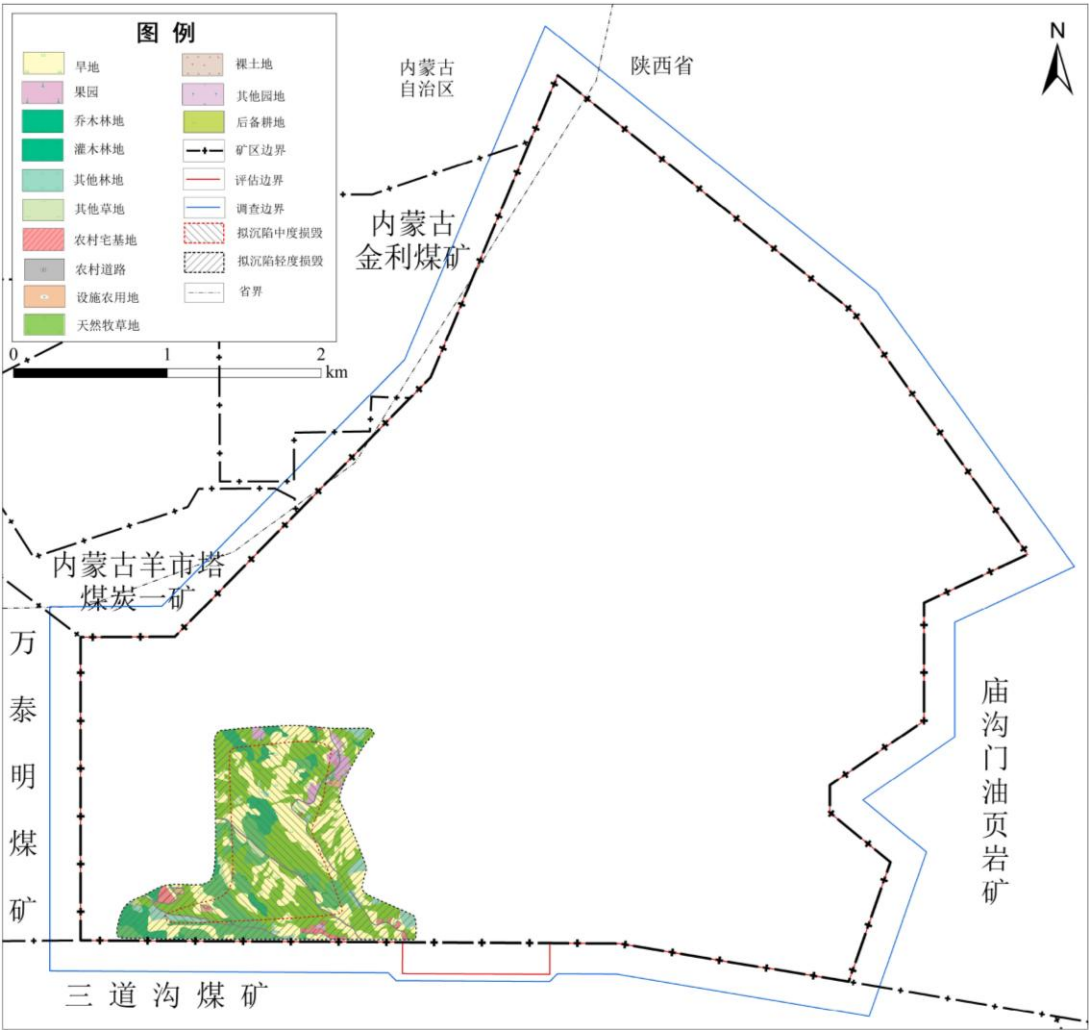 图例
旱地
果园
乔木林地
灌木林地
其他林地
其他草地
农村宅基地
农村道路
设施农用地
天然牧草地
裸土地
其他园地
后备耕地
矿区边界
评估边界
调查边界
拟沉陷中度损毁
拟沉陷轻度损毁
省界
0 1 2
km
内蒙古
自治区
陕西省
N
内蒙古
金利煤矿
内蒙古羊市塔
煤炭一矿
万泰明煤矿
庙沟门油页岩矿
三道沟煤矿